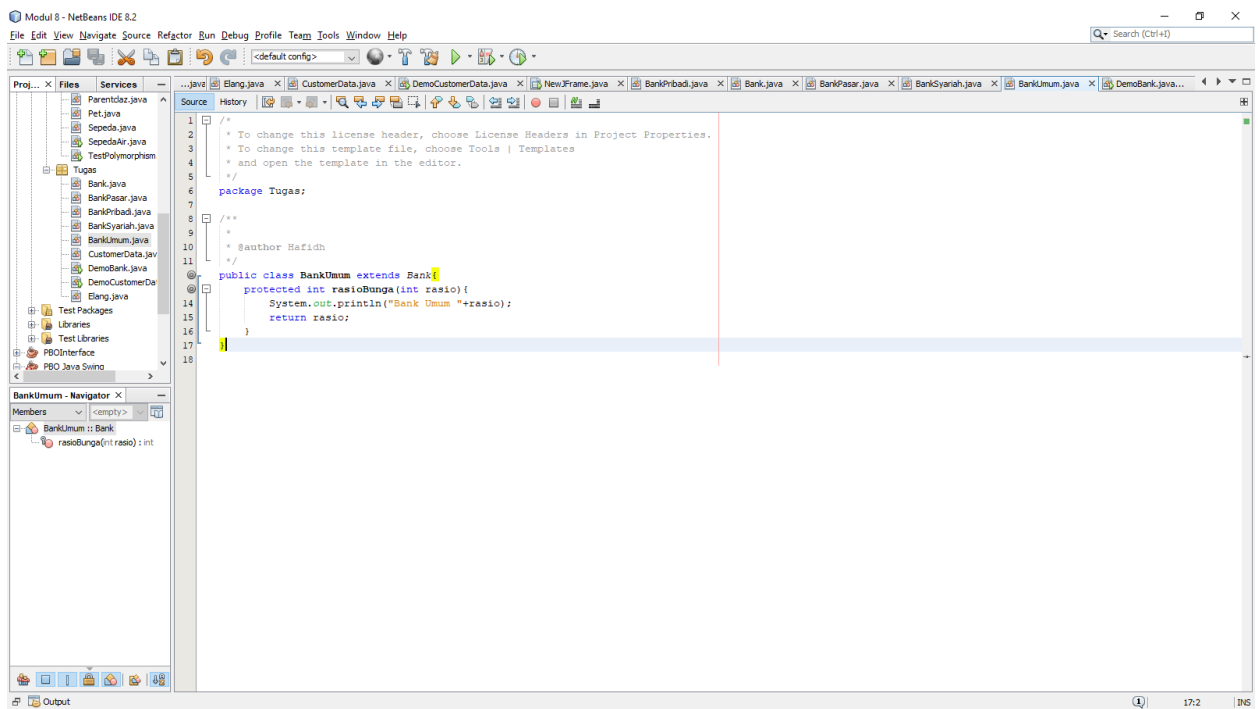 Modul 8 - NetBeans IDE 8.2
File Edit View Navigate Source Refactor Run Debug Profile Team Tools Window Help
Search (Ctrl+I)
<default config>
Proj... Files Services
...java Elang.java CustomerData.java DemoCustomerData.java NewJFrame.java BankPribadi.java Bank.java BankPasar.java BankSyariah.java BankUmum.java DemoBank.java...
Parentclaz.java
Pet.java
Sepeda.java
SepedaAir.java
TestPolymorphism
Tugas
Bank.java
BankPasar.java
BankPribadi.java
BankSyariah.java
BankUmum.java
CustomerData.jav
DemoBank.java
DemoCustomerDa
Elang.java
Test Packages
Libraries
Test Libraries
PBOInterface
PBO Java Swing
Source History
1 /*
2 * To change this license header, choose License Headers in Project Properties.
3 * To change this template file, choose Tools | Templates
4 * and open the template in the editor.
5 */
6 package Tugas;
7
8 /**
9 *
10 * @author Hafidh
11 */
public class BankUmum extends Bank{
protected int rasioBunga(int rasio){
14 System.out.println("Bank Umum "+rasio);
15 return rasio;
16 }
17 }
18
BankUmum - Navigator
Members <empty>
BankUmum :: Bank
rasioBunga(int rasio) : int
Output
1 17:2 INS